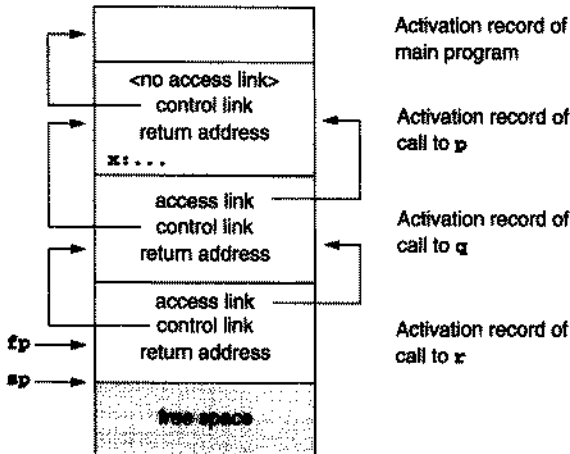 Activation record of
main program
<no access link>
control link
return address
x:...
Activation record of
call to p
access link
control link
return address
Activation record of
call to q
access link
control link
return address
Activation record of
call to r
fp
sp
free space